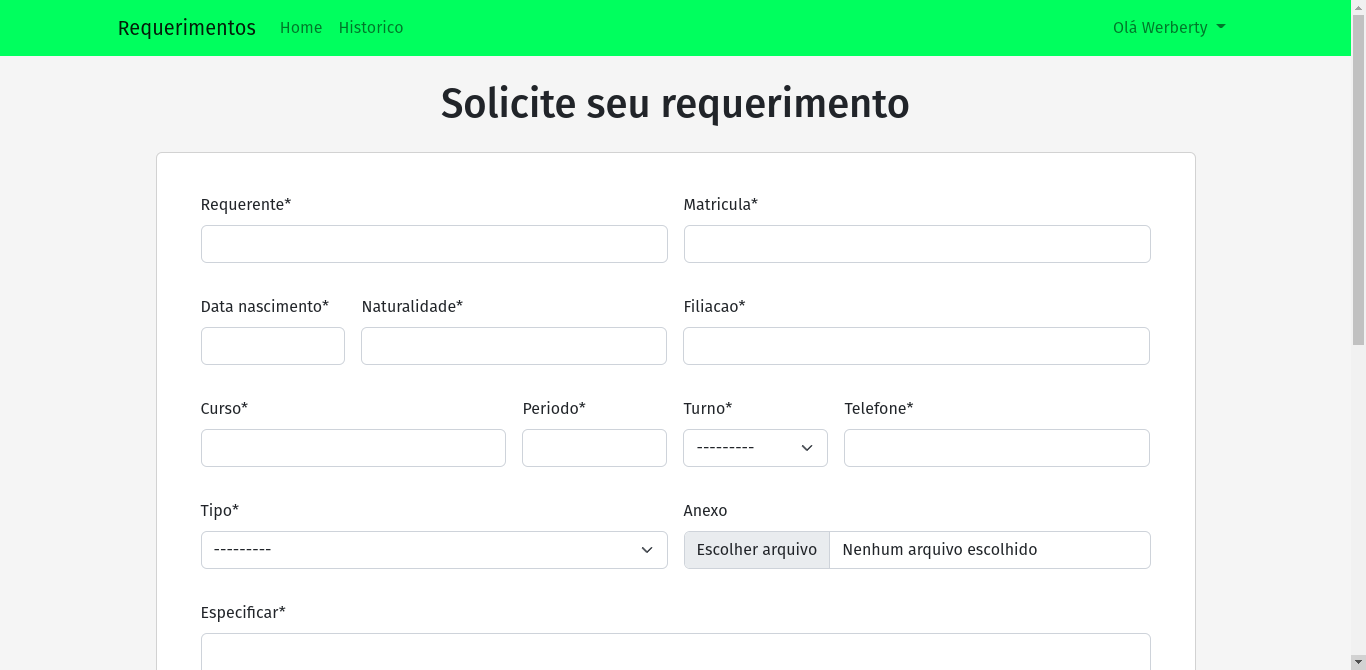 Requerimentos Home Historico Olá Werberty
Solicite seu requerimento
Requerente* Matricula*
Data nascimento* Naturalidade* Filiacao*
Curso* Periodo* Turno* Telefone*
---------
Tipo* Anexo
--------- Escolher arquivo Nenhum arquivo escolhido
Especificar*